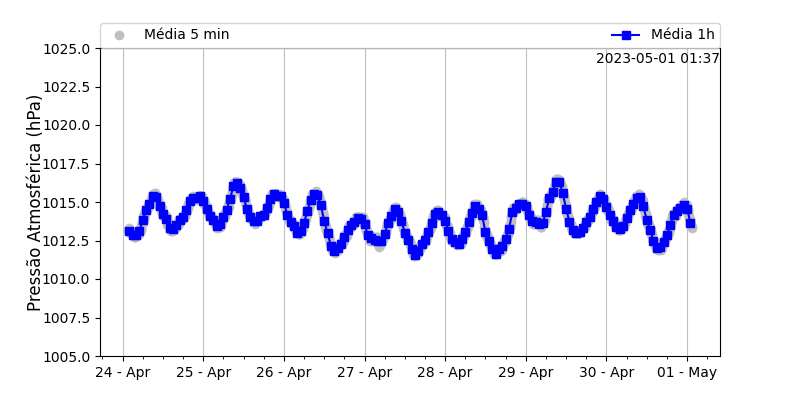 Média 5 min
Média 1h
2023-05-01 01:37
Pressão Atmosférica (hPa)
1025.0
1022.5
1020.0
1017.5
1015.0
1012.5
1010.0
1007.5
1005.0
24 - Apr
25 - Apr
26 - Apr
27 - Apr
28 - Apr
29 - Apr
30 - Apr
01 - May